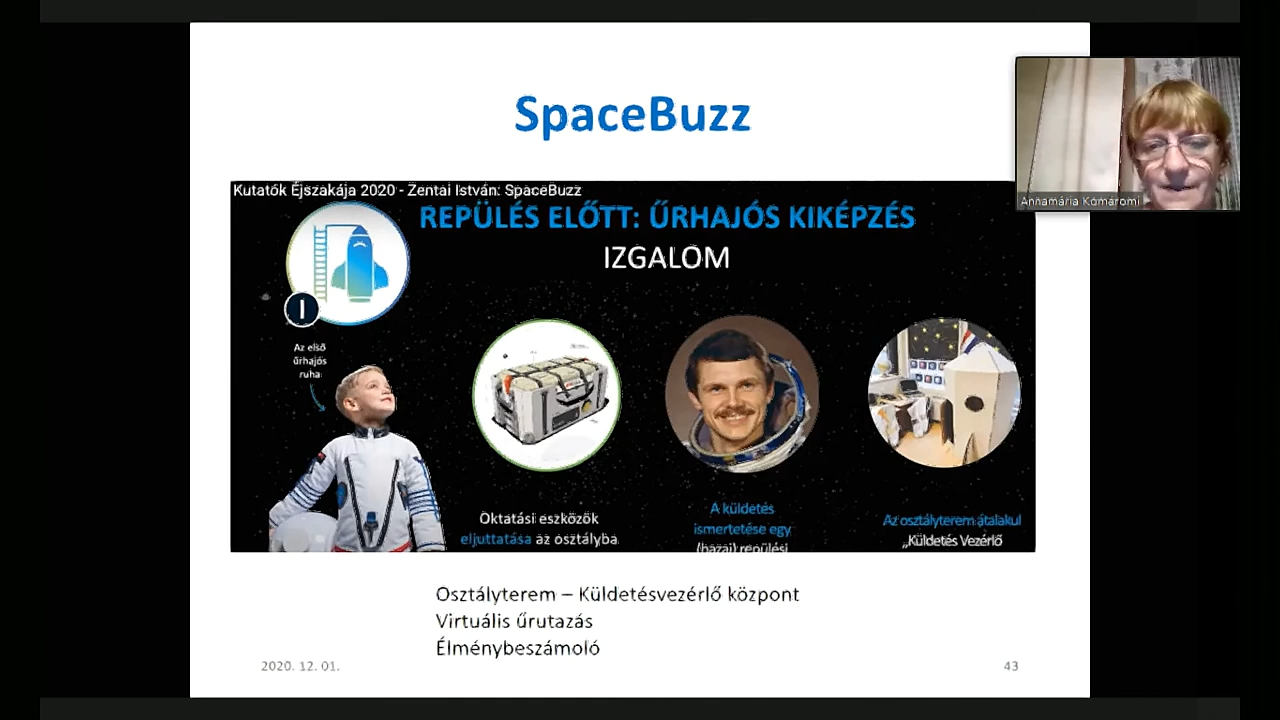 SpaceBuzz
Kutatók Éjszakája 2020 - Zentai István: SpaceBuzz
REPÜLÉS ELŐTT: ŰRHAJÓS KIKÉPZÉS
IZGALOM
Az első
űrhajós
ruha:
Oktatási eszközök
eljuttatása az osztályba
A küldetés
ismertetése egy
(hazai) repülési
Az osztályterem átalakul
„Küldetés Vezérlő
Annamária Komaromi
Osztályterem – Küldetésvezérlő központ
Virtuális űrutazás
Élménybeszámoló
2020. 12. 01.
43